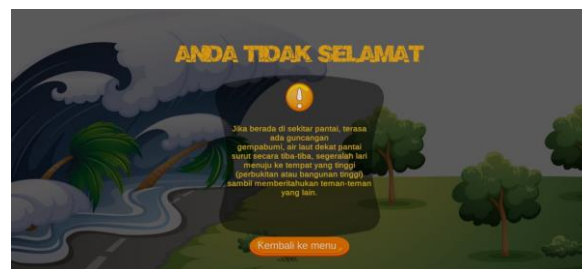 ANDA TIDAK SELAMAT
Jika berada di sekitar pantai, terasa
ada guncangan
gempabumi, air laut dekat pantai
surut secara tiba-tiba, segeralah lari
menuju ke tempat yang tinggi
(perbukitan atau bangunan tinggi)
sambil memberitahukan teman-teman
yang lain.
Kembali ke menu .